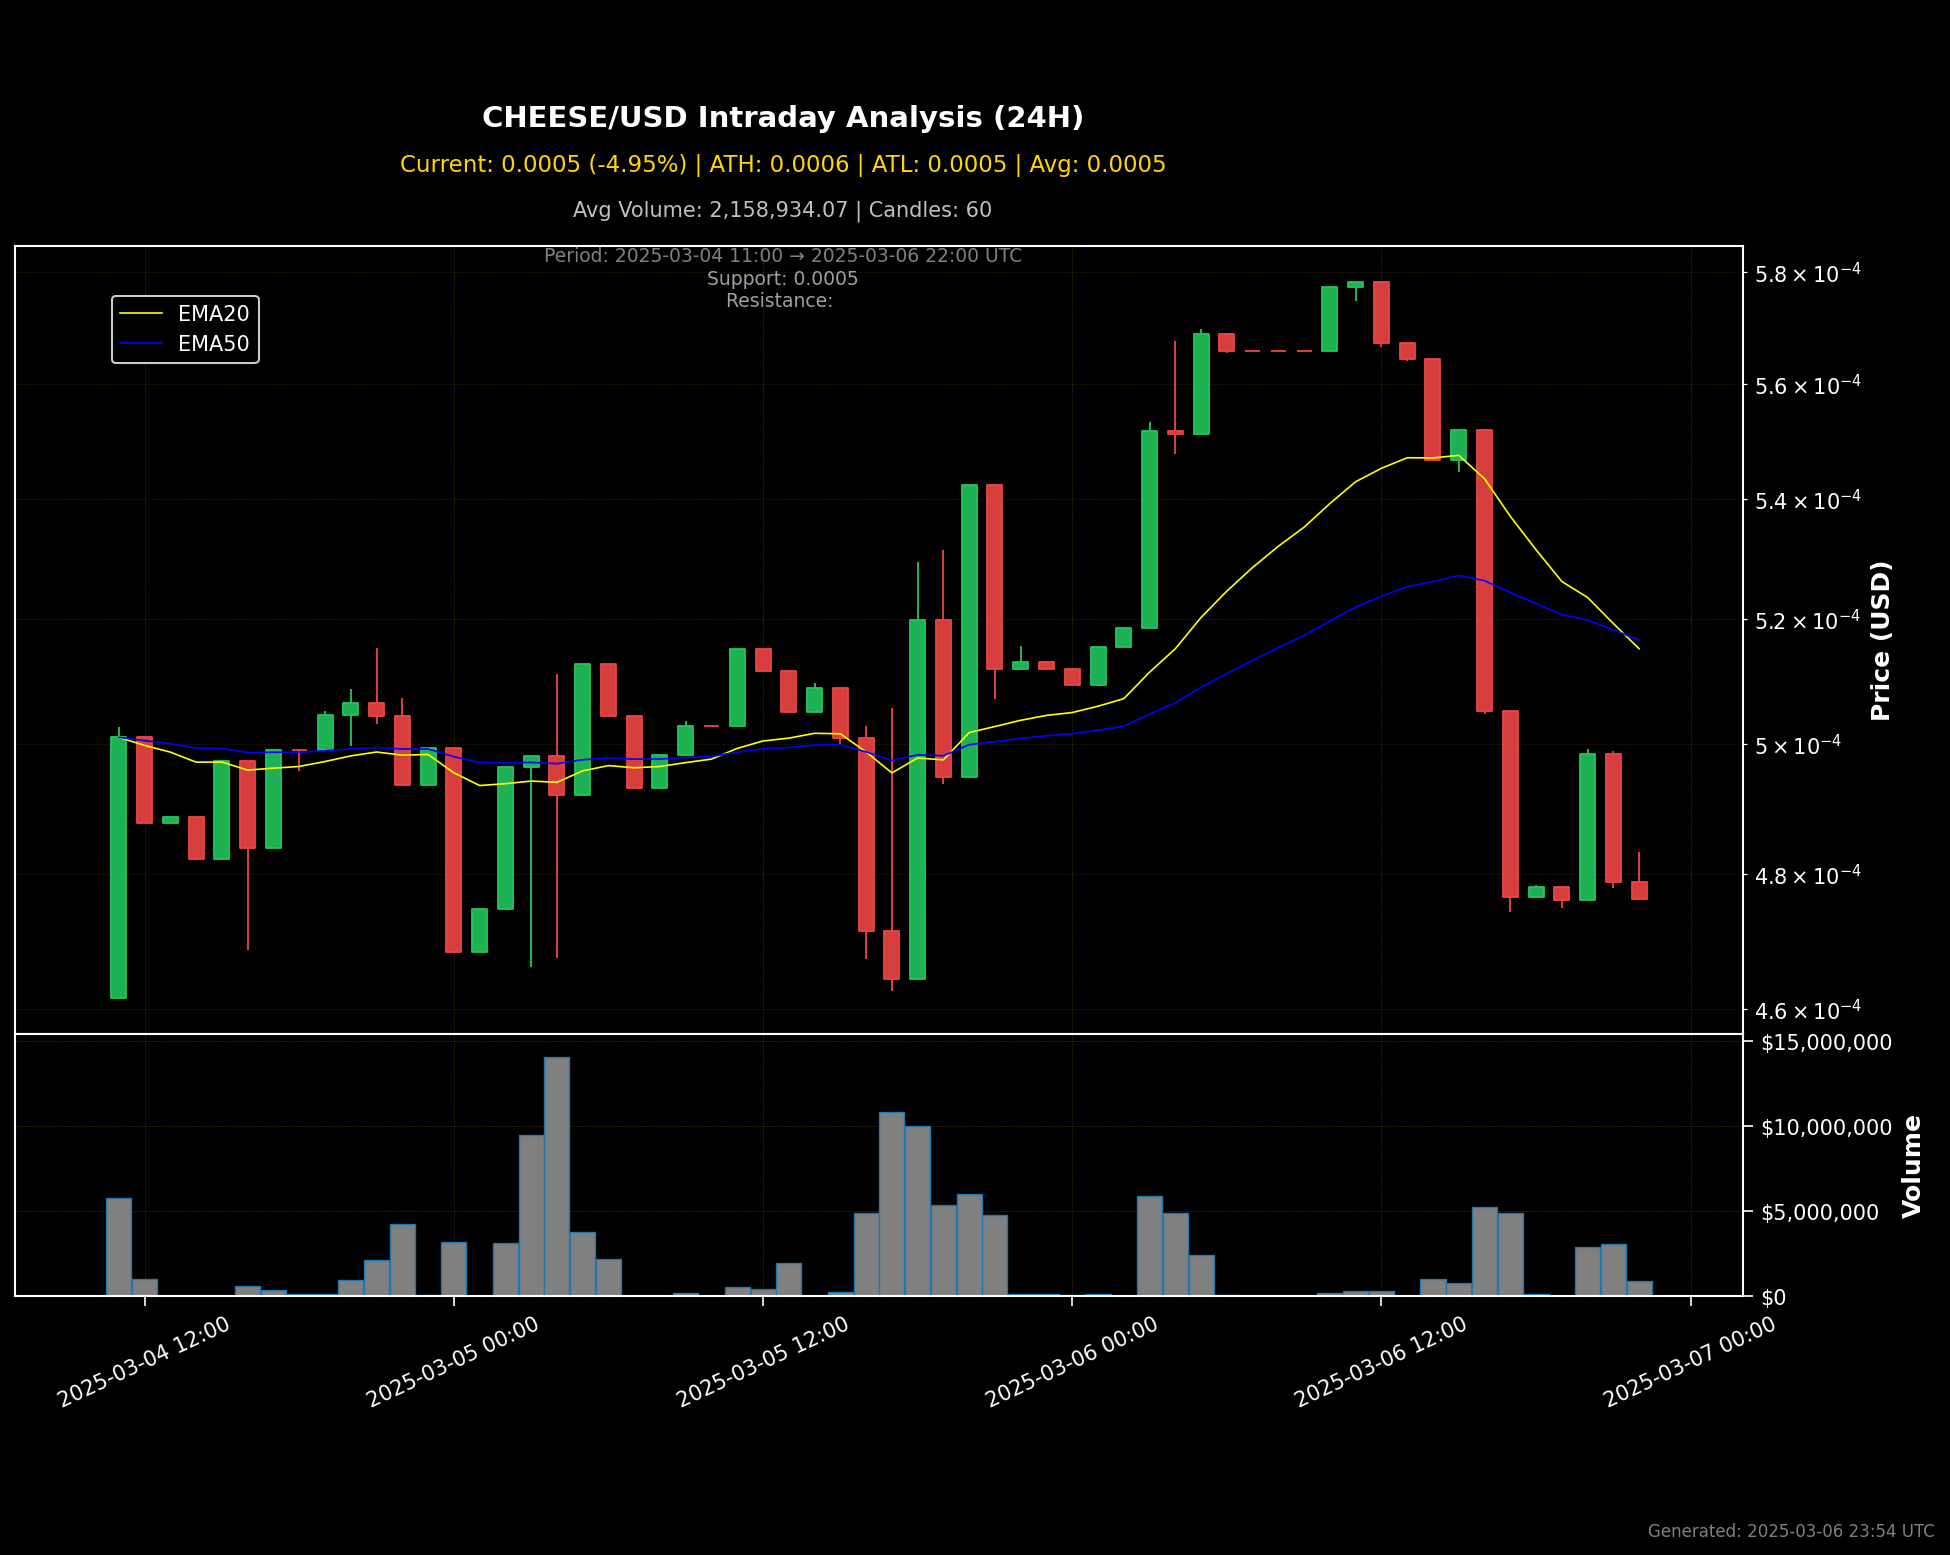 CHEESE/USD Intraday Analysis (24H)
Current: 0.0005 (-4.95%) | ATH: 0.0006 | ATL: 0.0005 | Avg: 0.0005
Avg Volume: 2,158,934.07 | Candles: 60
Period: 2025-03-04 11:00 → 2025-03-06 22:00 UTC
Support: 0.0005
Resistance:
EMA20
EMA50
5.8 × 10⁻⁴
5.6 × 10⁻⁴
5.4 × 10⁻⁴
5.2 × 10⁻⁴
5 × 10⁻⁴
4.8 × 10⁻⁴
4.6 × 10⁻⁴
Price (USD)
$15,000,000
$10,000,000
$5,000,000
$0
Volume
2025-03-04 12:00
2025-03-05 00:00
2025-03-05 12:00
2025-03-06 00:00
2025-03-06 12:00
2025-03-07 00:00
Generated: 2025-03-06 23:54 UTC